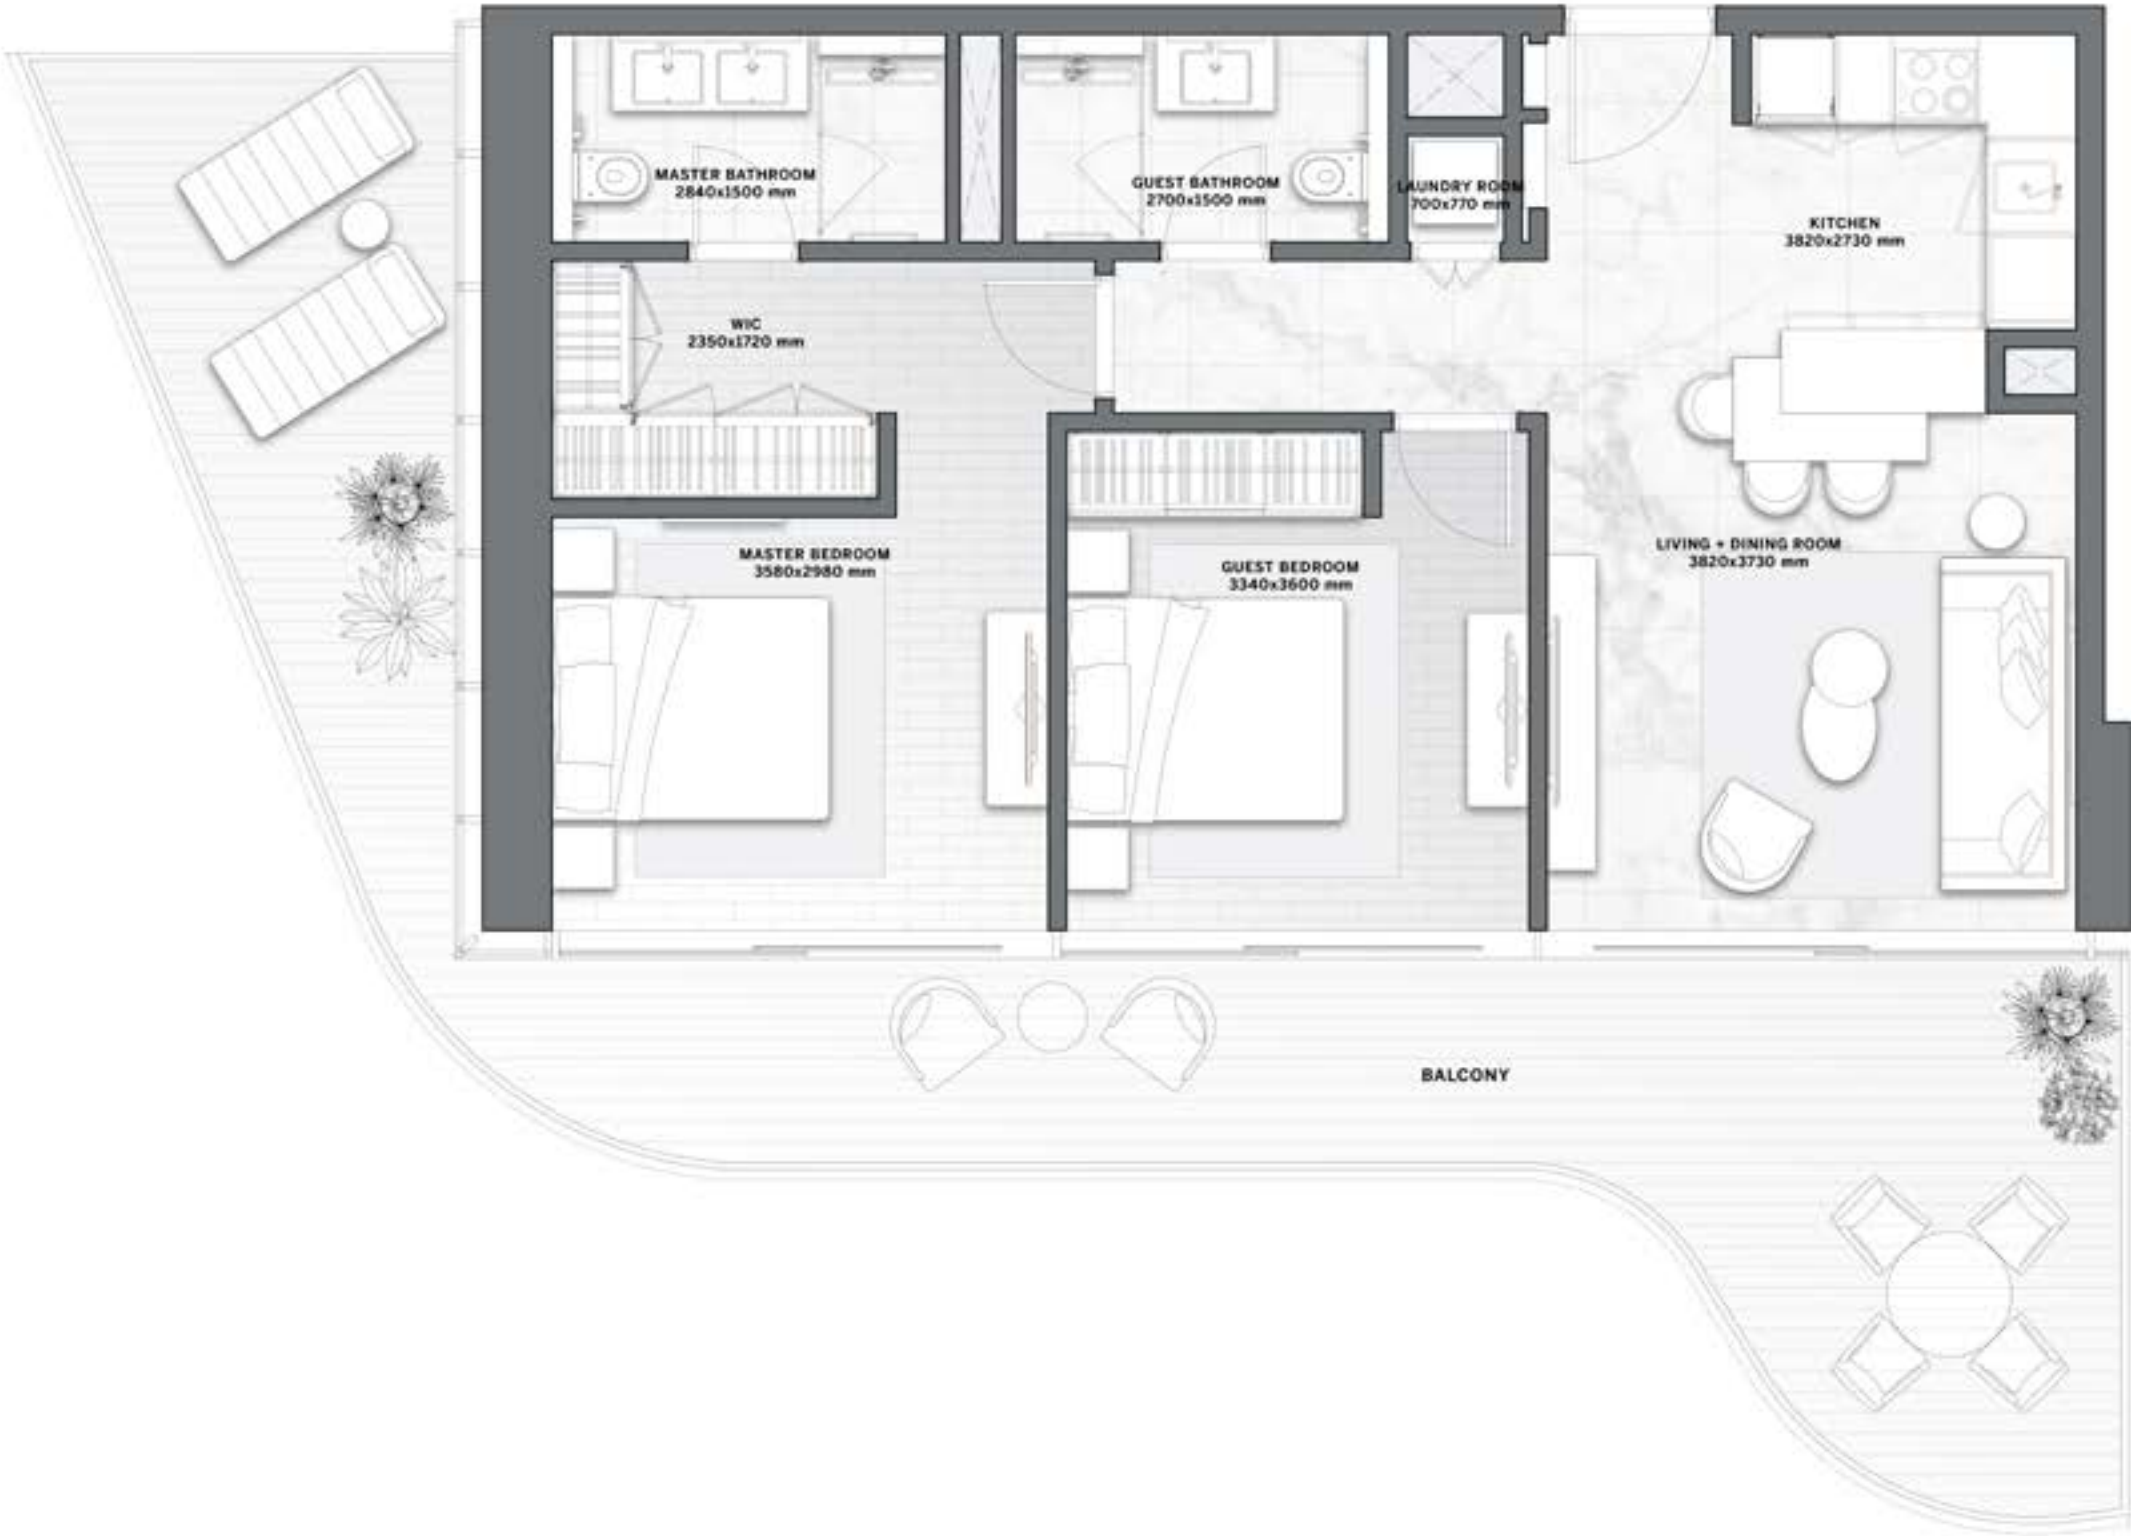 MASTER BATHROOM
2840x1500 mm
GUEST BATHROOM
2700x1500 mm
LAUNDRY ROOM
700x770 mm
KITCHEN
3820x2730 mm
WIC
2350x1720 mm
MASTER BEDROOM
3580x2980 mm
GUEST BEDROOM
3340x3600 mm
LIVING + DINING ROOM
3820x3730 mm
BALCONY